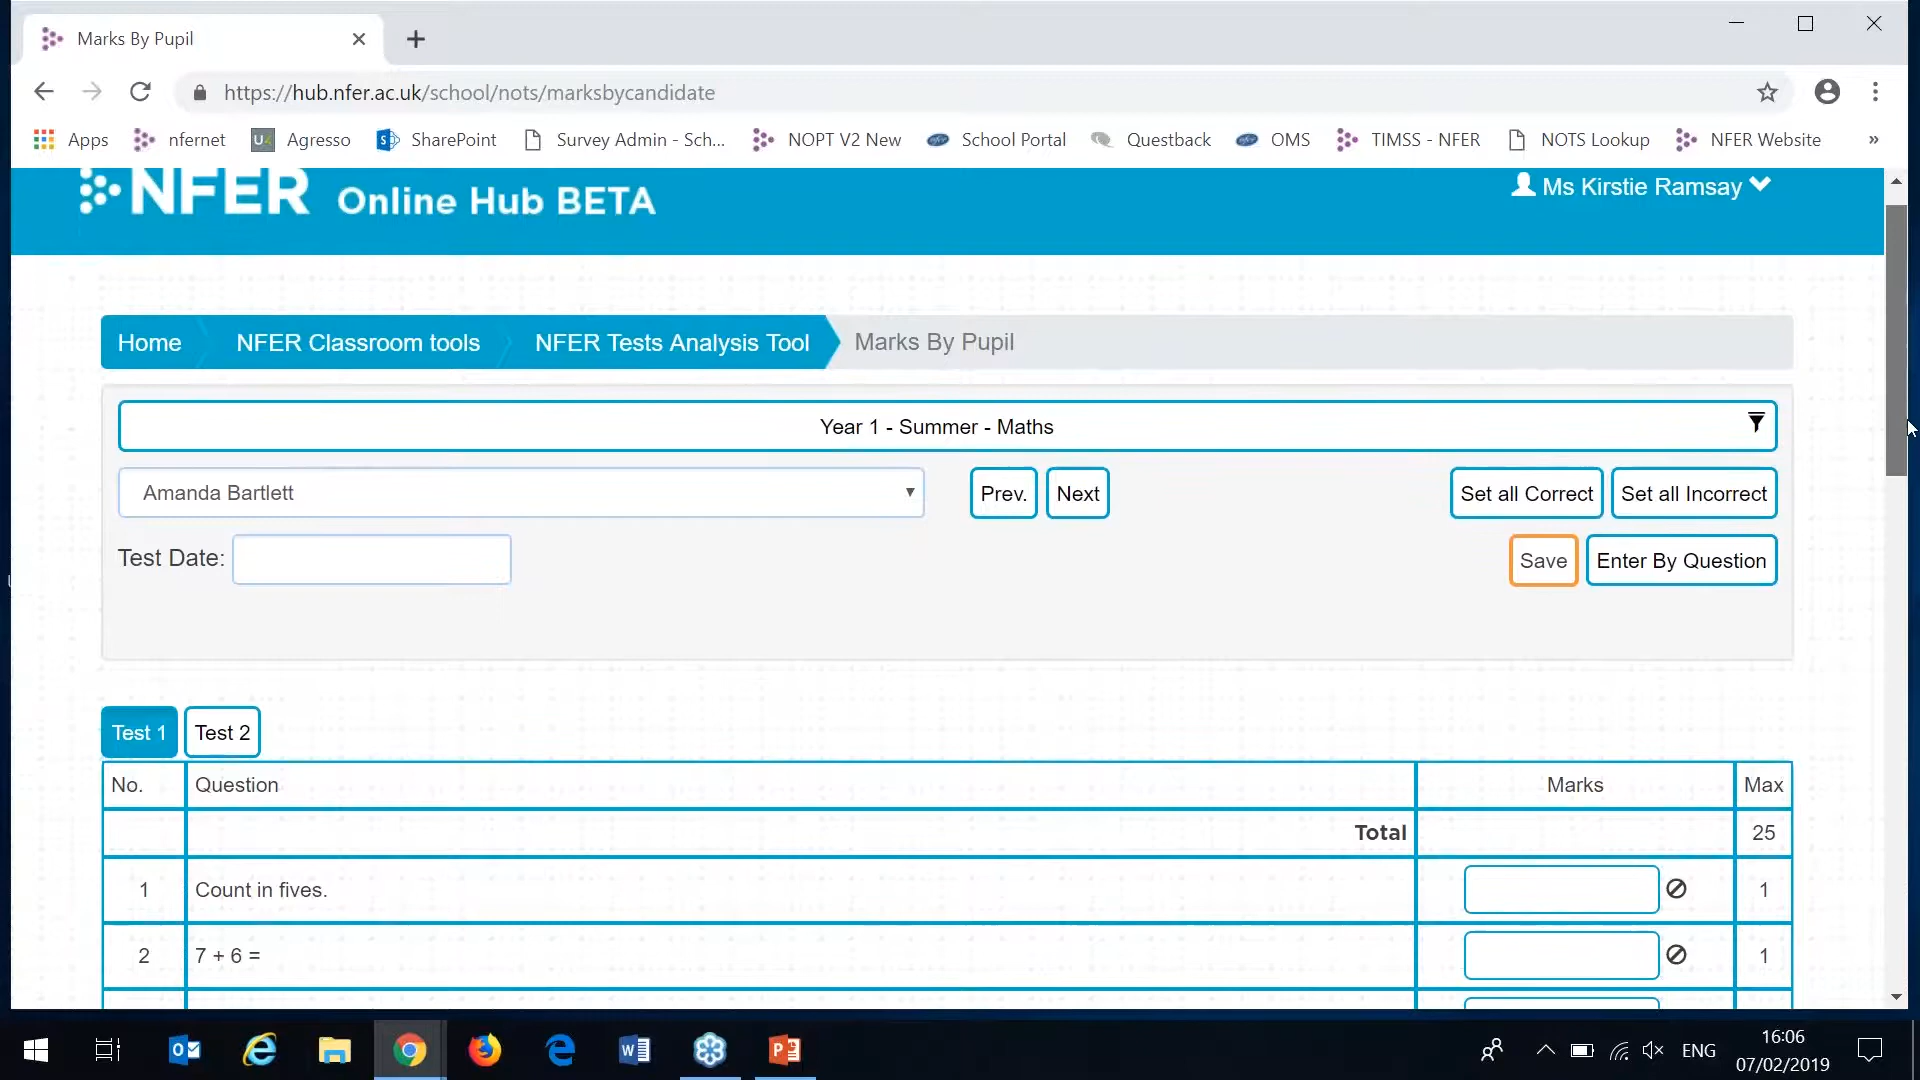 Marks By Pupil
https://hub.nfer.ac.uk/school/nots/marksbycandidate
Apps nfernet Agresso SharePoint Survey Admin - Sch... NOPT V2 New School Portal Questback OMS TIMSS - NFER NOTS Lookup NFER Website »
NFER Online Hub BETA Ms Kirstie Ramsay
Home NFER Classroom tools NFER Tests Analysis Tool Marks By Pupil
Year 1 - Summer - Maths
Amanda Bartlett Prev. Next Set all Correct Set all Incorrect
Test Date: Save Enter By Question
Test 1 Test 2
No. Question Marks Max
Total 25
1 Count in fives. 1
2 7 + 6 = 1
ENG 16:06
07/02/2019